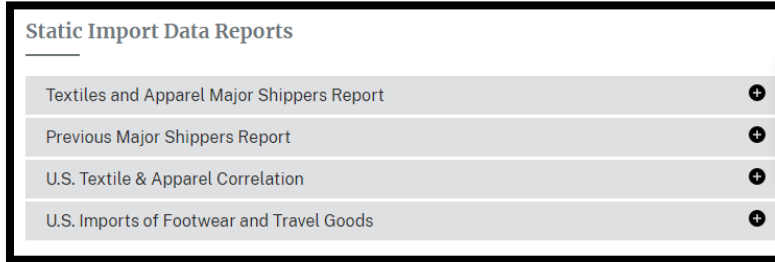 Static Import Data Reports
Textiles and Apparel Major Shippers Report
Previous Major Shippers Report
U.S. Textile & Apparel Correlation
U.S. Imports of Footwear and Travel Goods